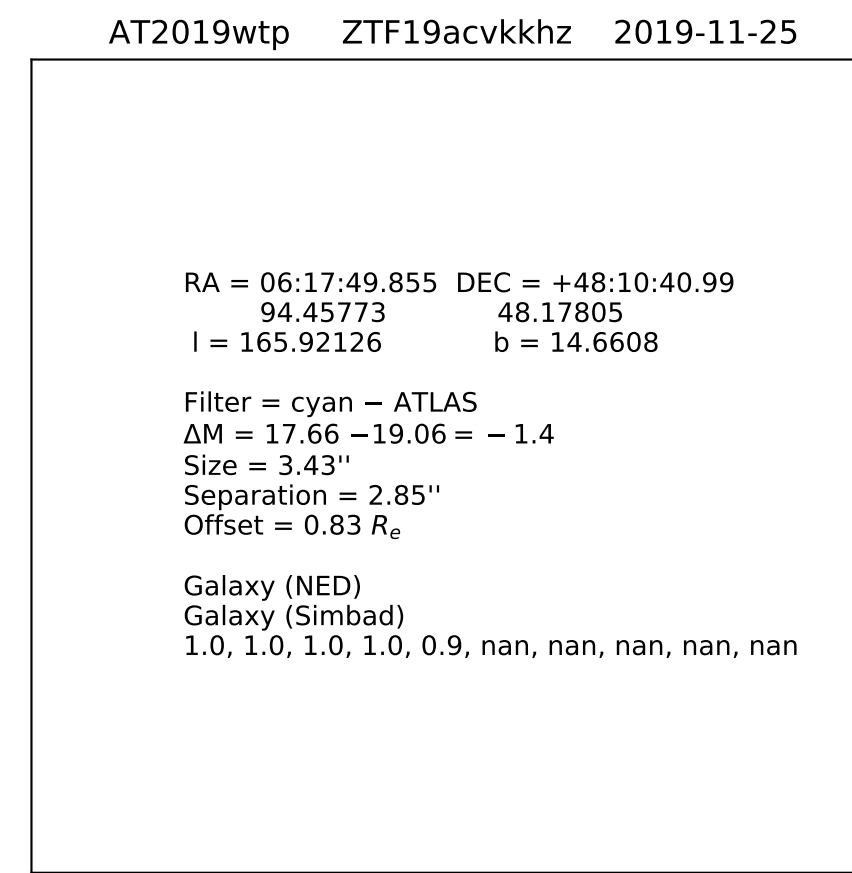 AT2019wtp ZTF19acvkkhz 2019-11-25
RA = 06:17:49.855 DEC = +48:10:40.99
94.45773 48.17805
l = 165.92126 b = 14.6608
Filter = cyan − ATLAS
ΔM = 17.66 −19.06 = − 1.4
Size = 3.43''
Separation = 2.85''
Offset = 0.83 Re
Galaxy (NED)
Galaxy (Simbad)
1.0, 1.0, 1.0, 1.0, 0.9, nan, nan, nan, nan, nan